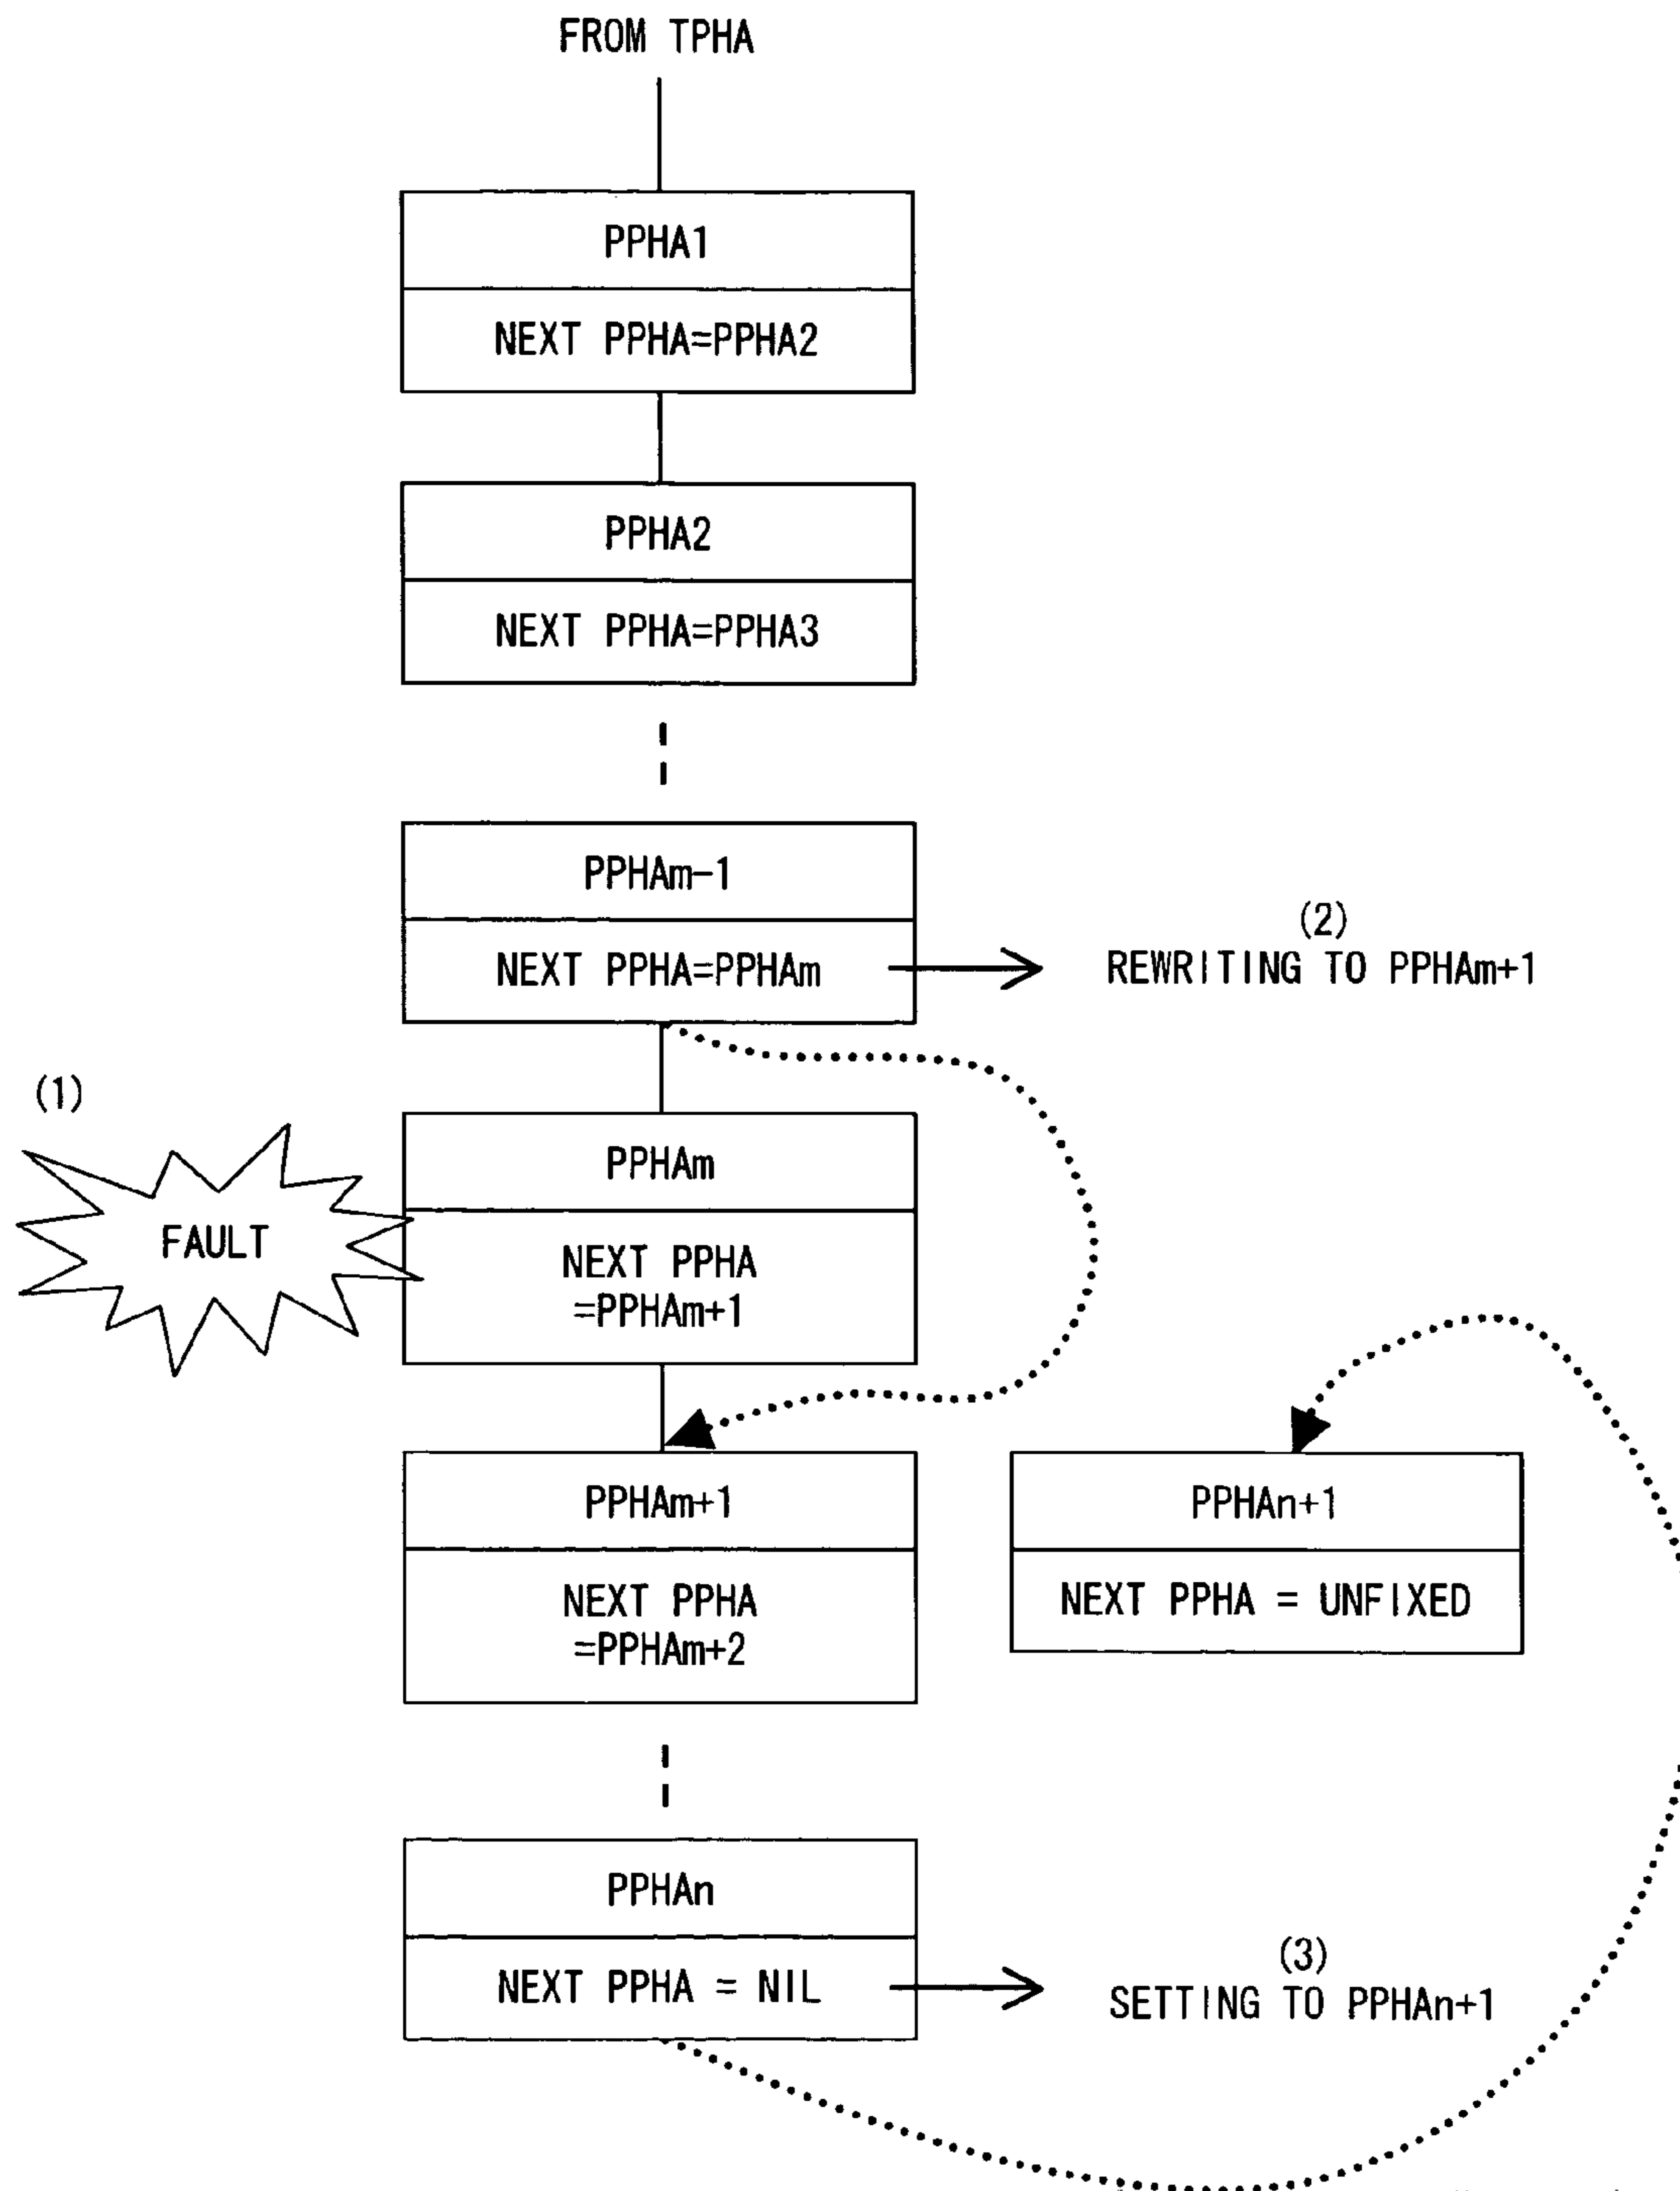 FROM TPHA
PPHA1
NEXT PPHA=PPHA2
PPHA2
NEXT PPHA=PPHA3
PPHAm-1
NEXT PPHA=PPHAm
(2)
REWRITING TO PPHAm+1
(1)
FAULT
PPHAm
NEXT PPHA
=PPHAm+1
PPHAm+1
NEXT PPHA
=PPHAm+2
PPHAn+1
NEXT PPHA = UNFIXED
PPHAn
NEXT PPHA = NIL
(3)
SETTING TO PPHAn+1